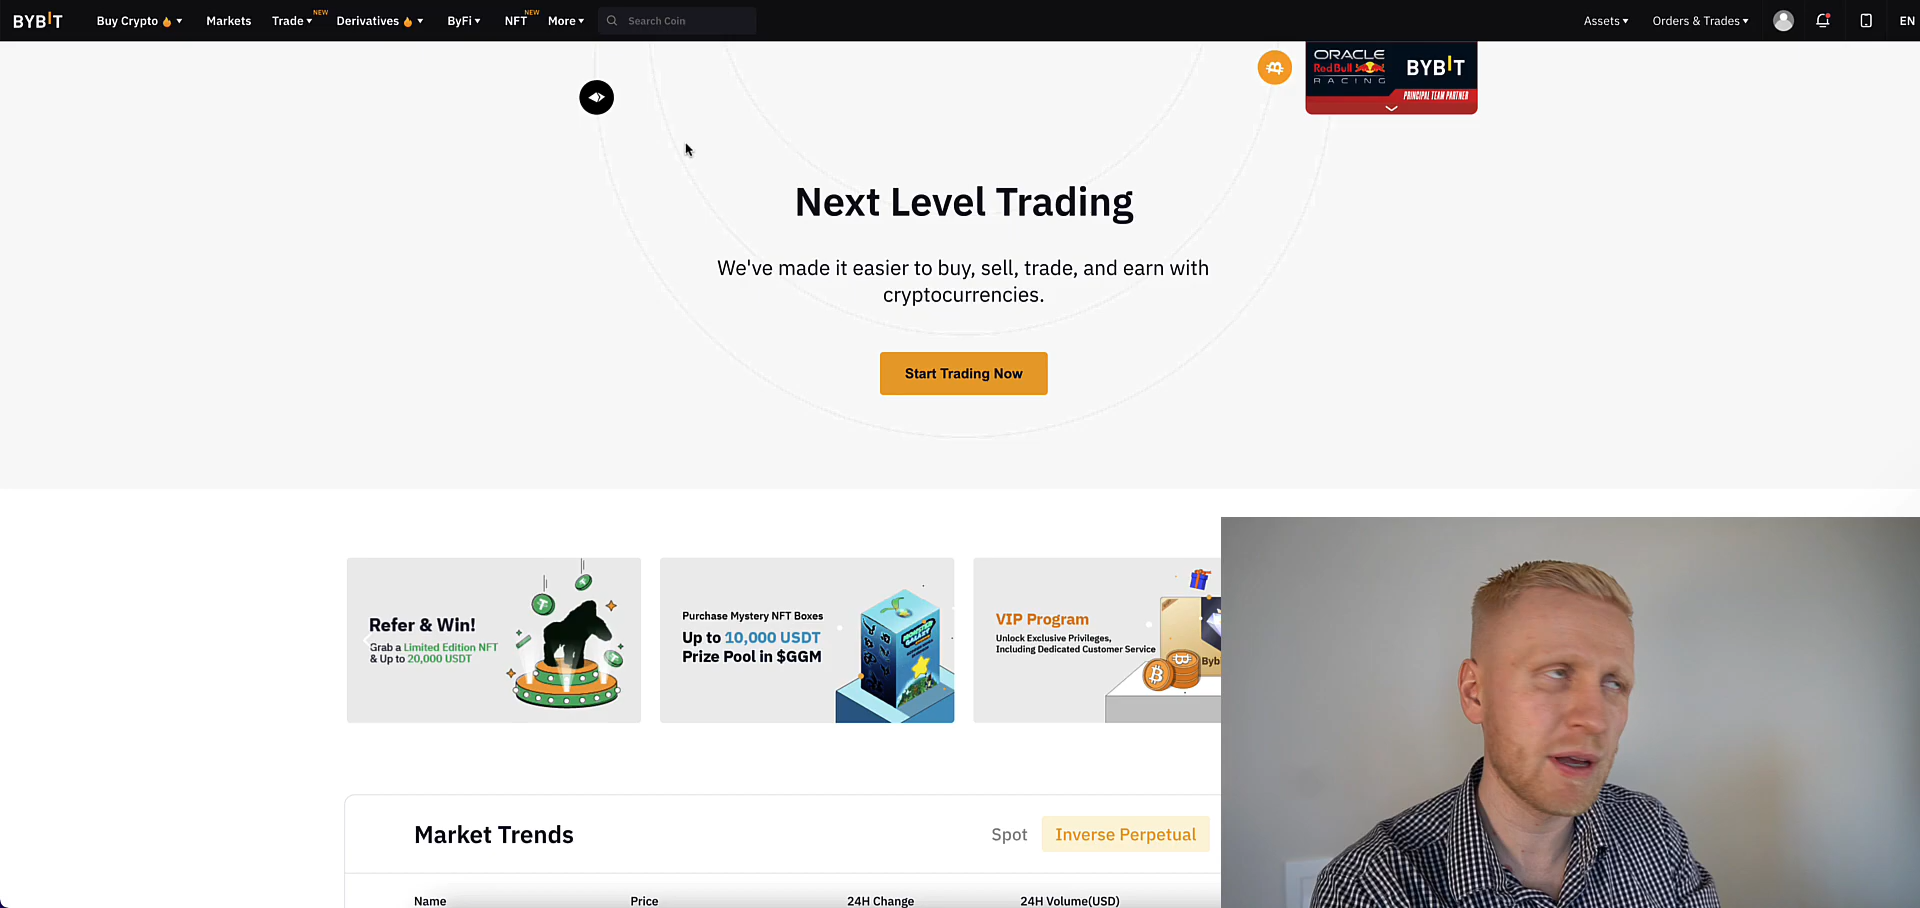 BYBIT
Buy Crypto
Markets
Trade
NEW
Derivatives
ByFi
NFT
NEW
More
Search Coin
Assets
Orders & Trades
EN
ORACLE
Red Bull
RACING
BYBIT
PRINCIPAL TEAM PARTNER
Next Level Trading
We've made it easier to buy, sell, trade, and earn with
cryptocurrencies.
Start Trading Now
Refer & Win!
Grab a Limited Edition NFT
& Up to 20,000 USDT
Purchase Mystery NFT Boxes
Up to 10,000 USDT
Prize Pool in $GGM
VIP Program
Unlock Exclusive Privileges,
Including Dedicated Customer Service
Byb
Market Trends
Spot
Inverse Perpetual
Name
Price
24H Change
24H Volume(USD)